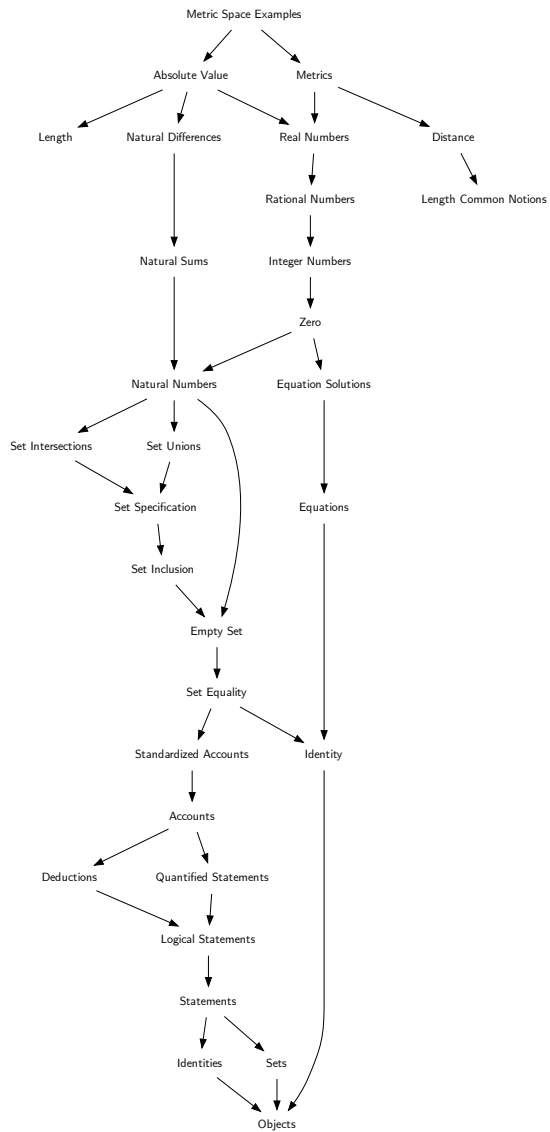 Metric Space Examples
Absolute Value
Metrics
Length
Natural Differences
Real Numbers
Distance
Rational Numbers
Length Common Notions
Natural Sums
Integer Numbers
Zero
Natural Numbers
Equation Solutions
Set Intersections
Set Unions
Set Specification
Equations
Set Inclusion
Empty Set
Set Equality
Standardized Accounts
Identity
Accounts
Deductions
Quantified Statements
Logical Statements
Statements
Identities
Sets
Objects